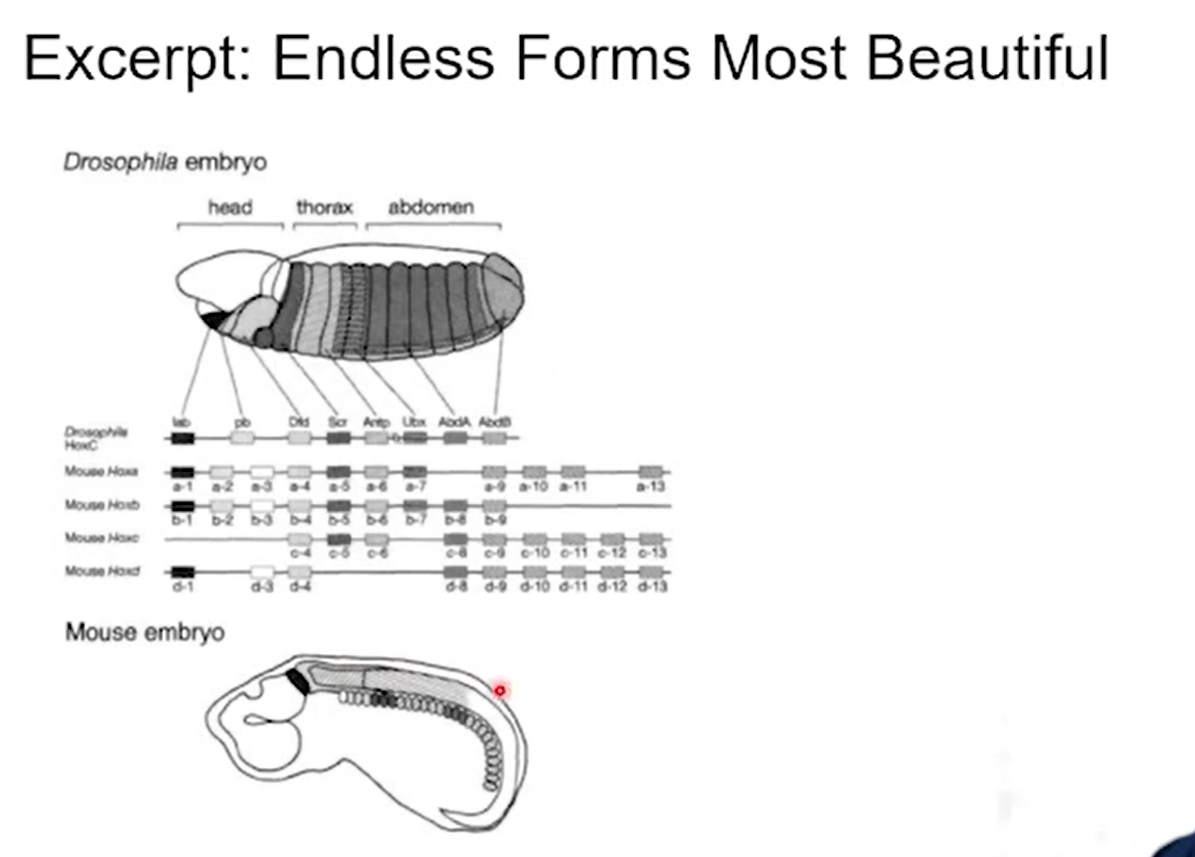 Excerpt: Endless Forms Most Beautiful
Drosophila embryo
head thorax abdomen
lab pb Dfd Scr Antp Ubx AbdA AbdB
Drosophila
HoxC
Mouse Hoxa
a-1 a-2 a-3 a-4 a-5 a-6 a-7 a-9 a-10 a-11 a-13
Mouse Hoxb
b-1 b-2 b-3 b-4 b-5 b-6 b-7 b-8 b-9
Mouse Hoxc
c-4 c-5 c-6 c-8 c-9 c-10 c-11 c-12 c-13
Mouse Hoxd
d-1 d-3 d-4 d-8 d-9 d-10 d-11 d-12 d-13
Mouse embryo